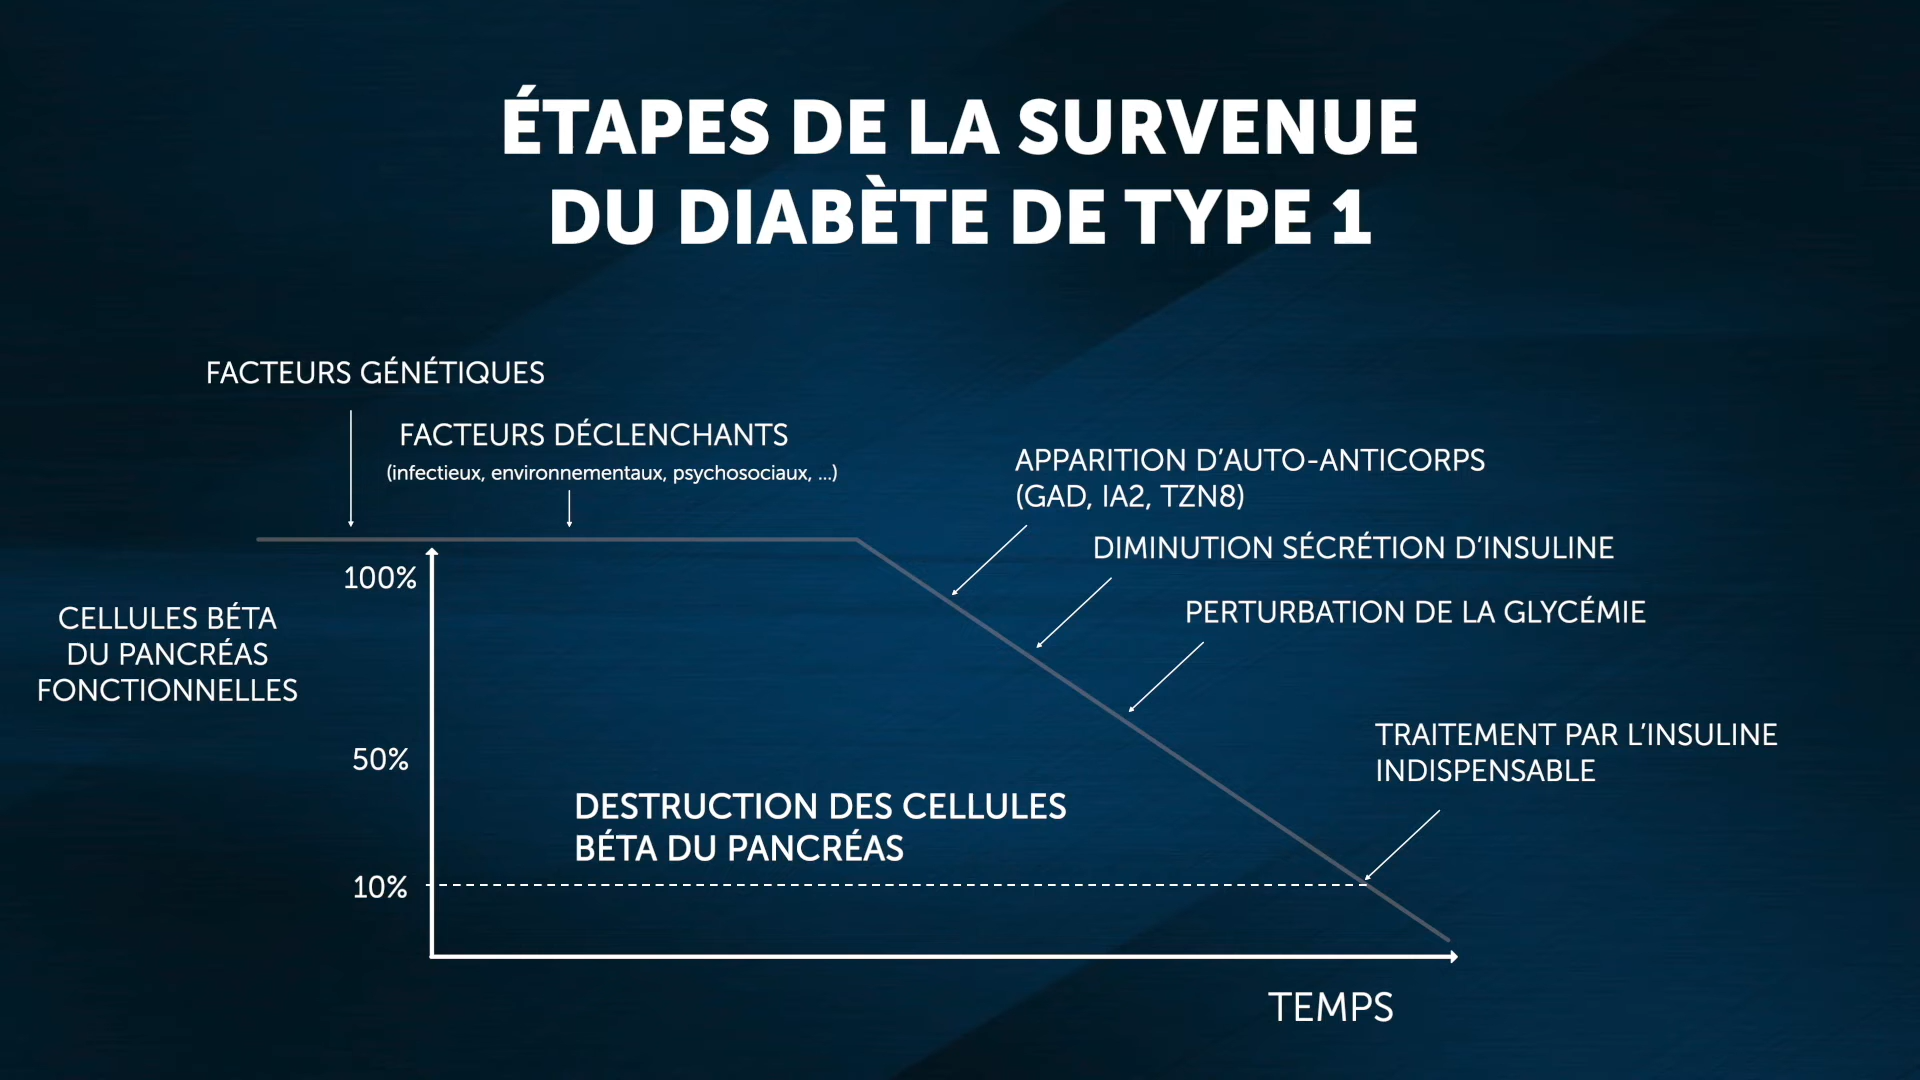 ÉTAPES DE LA SURVENUE
DU DIABÈTE DE TYPE 1
FACTEURS GÉNÉTIQUES
FACTEURS DÉCLENCHANTS
(infectieux, environnementaux, psychosociaux, ...)
APPARITION D’AUTO-ANTICORPS
(GAD, IA2, TZN8)
DIMINUTION SÉCRÉTION D’INSULINE
PERTURBATION DE LA GLYCÉMIE
TRAITEMENT PAR L’INSULINE
INDISPENSABLE
CELLULES BÉTA
DU PANCRÉAS
FONCTIONNELLES
100%
50%
10%
DESTRUCTION DES CELLULES
BÉTA DU PANCRÉAS
TEMPS